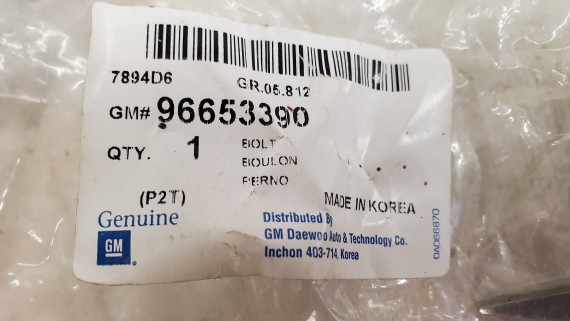 7894D6
GR.05.812
GM# 96653390
QTY. 1
BOLT
BOULON
PERNO
(P2T)
MADE IN KOREA
Genuine
GM
Distributed By
GM Daewoo Auto & Technology Co.
Inchon 403-714, Korea
0A066870